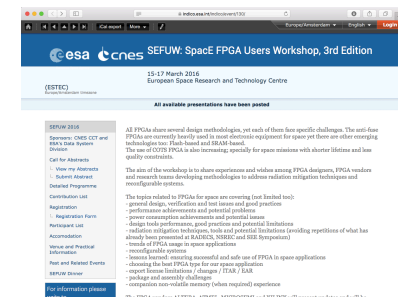 indico.esa.int/indico/event/130/
iCal export More Europe/Amsterdam English Login
esa cnes SEFUW: SpacE FPGA Users Workshop, 3rd Edition
15-17 March 2016
European Space Research and Technology Centre
(ESTEC)
Europe/Amsterdam timezone
All available presentations have been posted
SEFUW 2016
Sponsors: CNES CCT and
ESA's Data System
Division
Call for Abstracts
View my Abstracts
Submit Abstract
Detailed Programme
Contribution List
Registration
Registration Form
Participant List
Accomodation
Venue and Practical
Information
Past and Related Events
SEFUW Dinner
For information please
All FPGAs share several design methodologies, yet each of them face specific challenges. The anti-fuse
FPGAs are currently several used in most electronic equipment for space yet there are other emerging
technologies too: Flash-based and SRAM-based.
The use of COTS FPGA is also increasing; specially for space missions with shorter lifetime and less
quality constraints.
The aim of the workshop is to share experiences and wishes among FPGA designers, FPGA vendors
and research teams developing methodologies to address radiation mitigation techniques and
reconfigurable systems.
The topics related to FPGAs for space are covering (not limited too):
- general design, verification and test issues and good practices
- performance achievements and potential problems
- power consumption achievements and potential issues
- design tools performance, good practices and potential limitations
- radiation mitigation techniques, tools and potential limitations (avoiding repetitions of what has
already been presented at RADECS, NSREC and SEE Symposium)
- trends of FPGA usage in space applications
- reconfigurability
- lessons learned: ensuring successful and safe use of FPGA in space applications
- choosing the best FPGA type for our space application
- export license limitations / changes / ITAR / EAR
- package and assembly challenges
- companion non-volatile memory (when required) experience